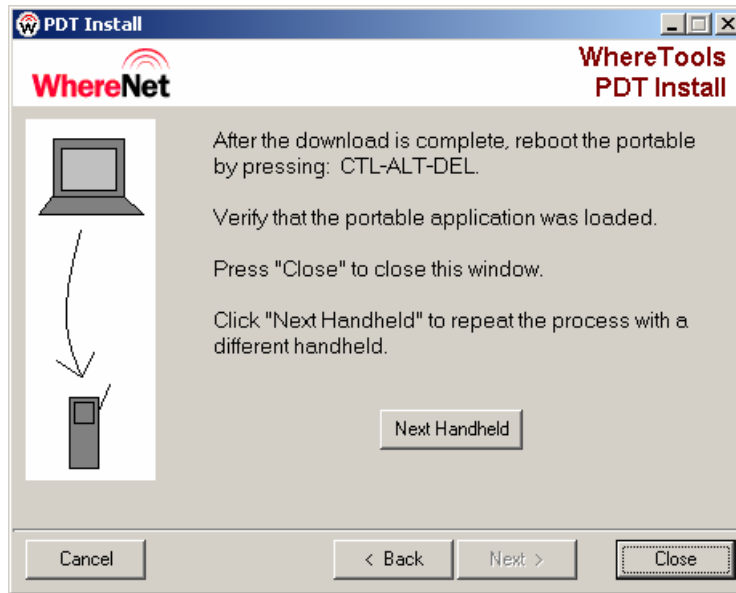 PDT Install
WhereNet
WhereTools
PDT Install
After the download is complete, reboot the portable
by pressing: CTL-ALT-DEL.
Verify that the portable application was loaded.
Press "Close" to close this window.
Click "Next Handheld" to repeat the process with a
different handheld.
Next Handheld
Cancel
< Back
Next >
Close